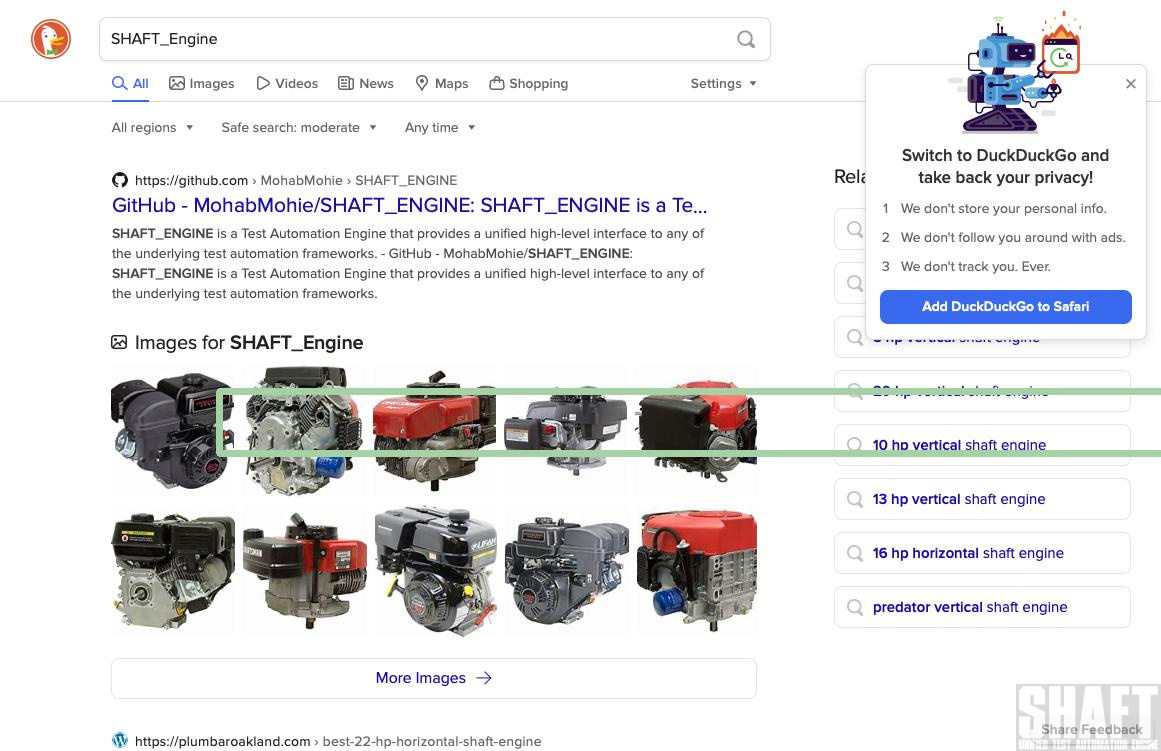 SHAFT_Engine
All
Images
Videos
News
Maps
Shopping
Settings
All regions
Safe search: moderate
Any time
https://github.com › MohabMohie › SHAFT_ENGINE
GitHub - MohabMohie/SHAFT_ENGINE: SHAFT_ENGINE is a Te...
SHAFT_ENGINE is a Test Automation Engine that provides a unified high-level interface to any of
the underlying test automation frameworks. - GitHub - MohabMohie/SHAFT_ENGINE:
SHAFT_ENGINE is a Test Automation Engine that provides a unified high-level interface to any of
the underlying test automation frameworks.
Images for SHAFT_Engine
More Images
https://plumbaroakland.com › best-22-hp-horizontal-shaft-engine
Switch to DuckDuckGo and
take back your privacy!
1 We don't store your personal info.
2 We don't follow you around with ads.
3 We don't track you. Ever.
Add DuckDuckGo to Safari
hp vertical shaft engine
hp vertical shaft engine
10 hp vertical shaft engine
13 hp vertical shaft engine
16 hp horizontal shaft engine
predator vertical shaft engine
SHAFT
Share Feedback